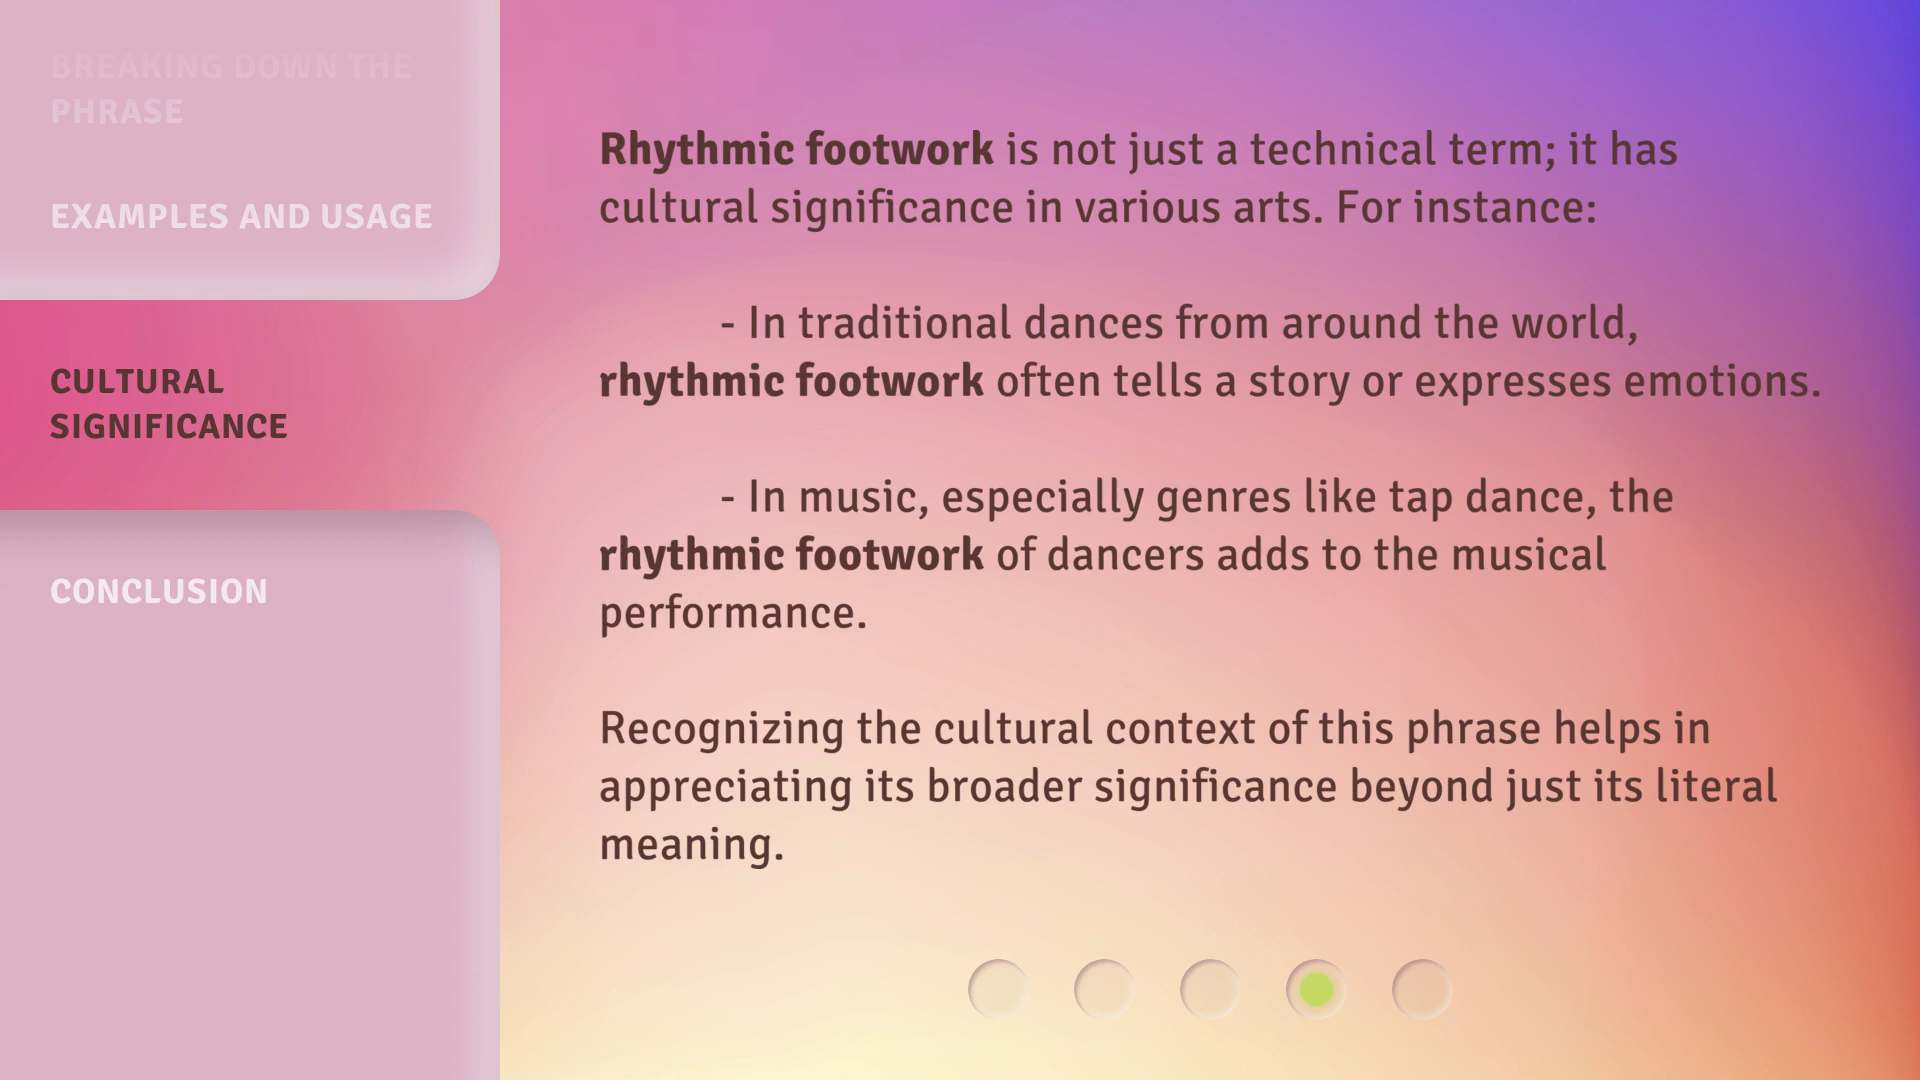 BREAKING DOWN THE
PHRASE
EXAMPLES AND USAGE
CULTURAL
SIGNIFICANCE
CONCLUSION
Rhythmic footwork is not just a technical term; it has
cultural significance in various arts. For instance:
- In traditional dances from around the world,
rhythmic footwork often tells a story or expresses emotions.
- In music, especially genres like tap dance, the
rhythmic footwork of dancers adds to the musical
performance.
Recognizing the cultural context of this phrase helps in
appreciating its broader significance beyond just its literal
meaning.